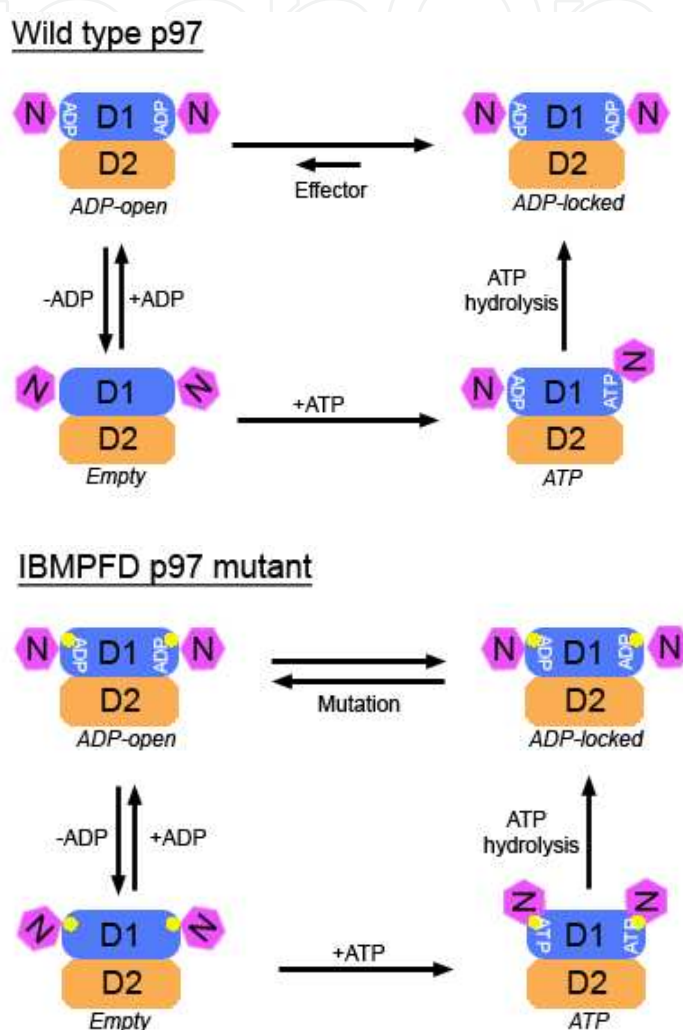 Wild type p97
N ADP D1 ADP N
D2
ADP-open
Effector
N ADP D1 ADP N
D2
ADP-locked
-ADP +ADP
ATP
hydrolysis
N D1 N
D2
Empty
+ATP
N ADP D1 ATP N
D2
ATP
IBMPFD p97 mutant
N ADP D1 ADP N
D2
ADP-open
Mutation
N ADP D1 ADP N
D2
ADP-locked
-ADP +ADP
ATP
hydrolysis
N D1 N
D2
Empty
+ATP
N ATP D1 ATP N
D2
ATP